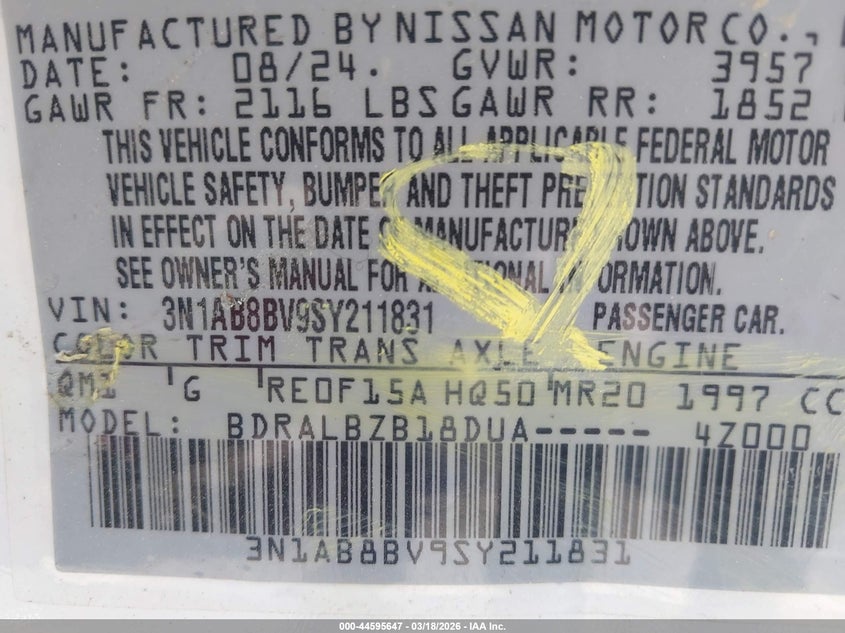 MANUFACTURED BY NISSAN MOTOR CO.,
DATE: 08/24. GVWR: 3957
GAWR FR: 2116 LBS GAWR RR: 1852
THIS VEHICLE CONFORMS TO ALL APPLICABLE FEDERAL MOTOR
VEHICLE SAFETY, BUMPER AND THEFT PREVENTION STANDARDS
IN EFFECT ON THE DATE OF MANUFACTURE SHOWN ABOVE.
SEE OWNER'S MANUAL FOR ADDITIONAL INFORMATION.
VIN: 3N1AB8BV9SY211831 PASSENGER CAR.
COLOR TRIM TRANS AXLE ENGINE
QM1 G RE0F15A HQ50 MR20 1997 CC
MODEL: BDRALBZB18DUA----- 4Z000
3N1AB8BV9SY211831
000-44595647 | 03/18/2026 | IAA Inc.